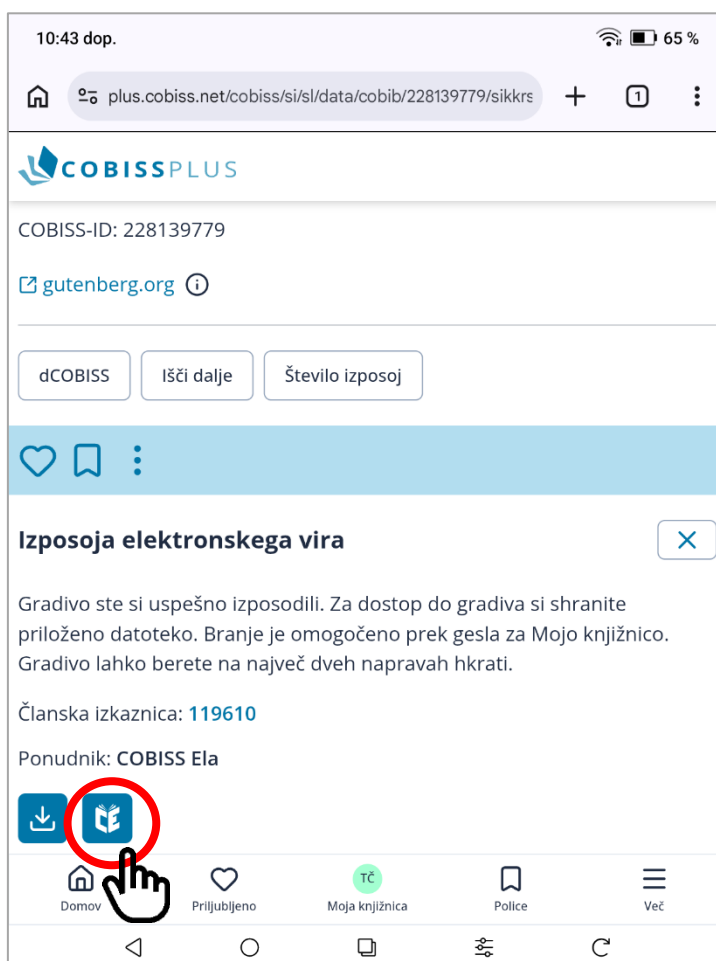 10:43 dop. 65 %
plus.cobiss.net/cobiss/si/sl/data/cobib/228139779/sikkrs 1
COBISSPLUS
COBISS-ID: 228139779
gutenberg.org
dCOBISS Išči dalje Število izposoj
Izposoja elektronskega vira
Gradivo ste si uspešno izposodili. Za dostop do gradiva si shranite
priloženo datoteko. Branje je omogočeno prek gesla za Mojo knjižnico.
Gradivo lahko berete na največ dveh napravah hkrati.
Članska izkaznica: 119610
Ponudnik: COBISS Ela
CE
TČ
Domov Priljubljeno Moja knjižnica Police Več